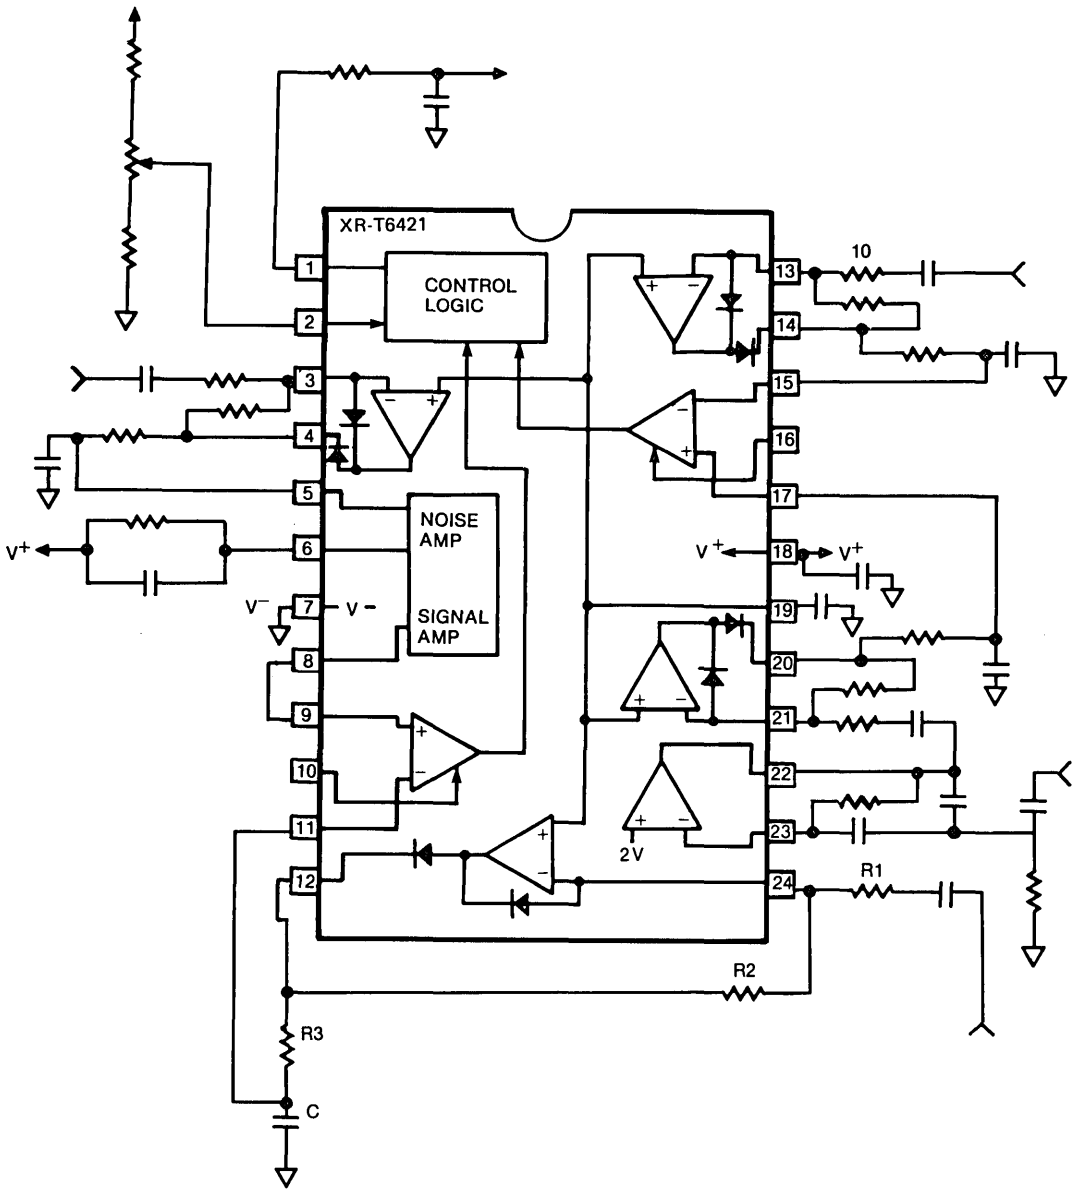 XR-T6421
1
2
3
4
5
6
7
8
9
10
11
12
13
14
15
16
17
18
19
20
21
22
23
24
CONTROL
LOGIC
+ −
− +
−
+
NOISE
AMP
SIGNAL
AMP
V+
V−
V −
V+
V+
+
−
+ −
+ −
2V
+
−
10
R1
R2
R3
C